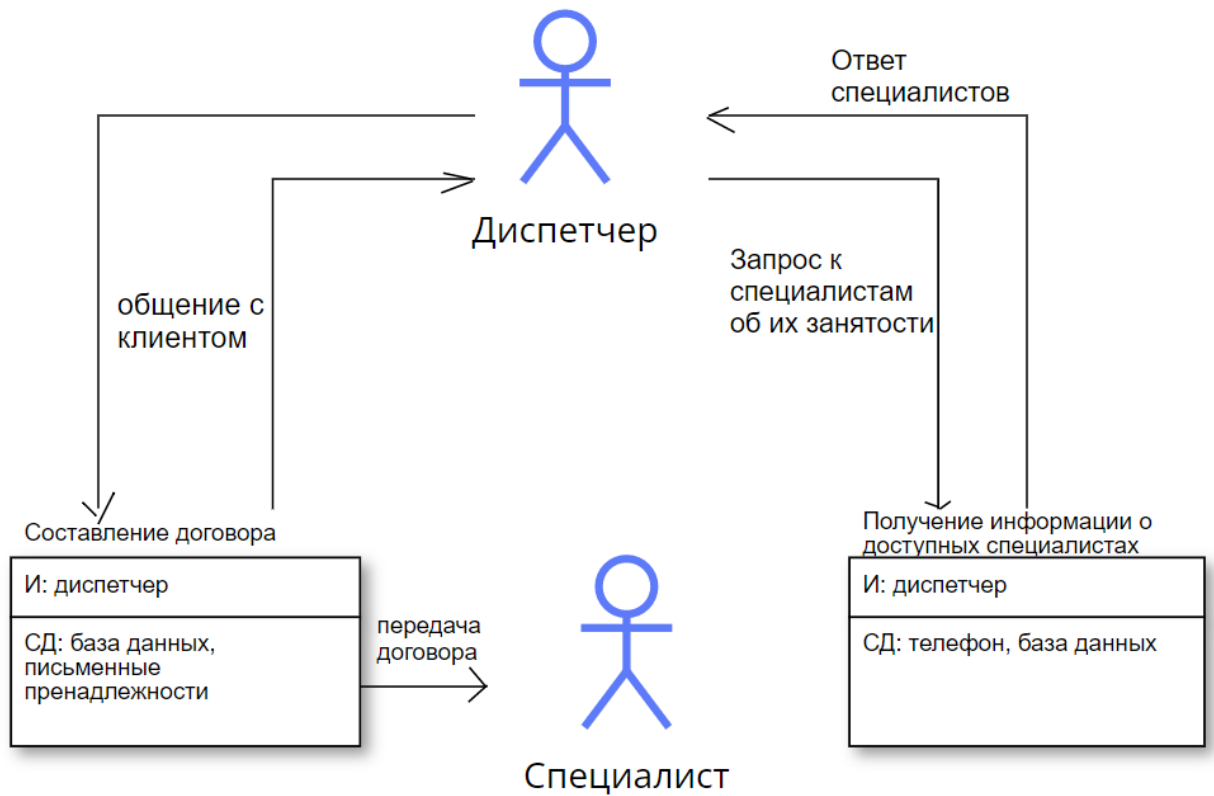 Ответ
специалистов
Диспетчер
Запрос к
специалистам
об их занятости
общение с
клиентом
Составление договора
И: диспетчер
СД: база данных,
письменные
пренадлежности
передача
договора
Специалист
Получение информации о
доступных специалистах
И: диспетчер
СД: телефон, база данных